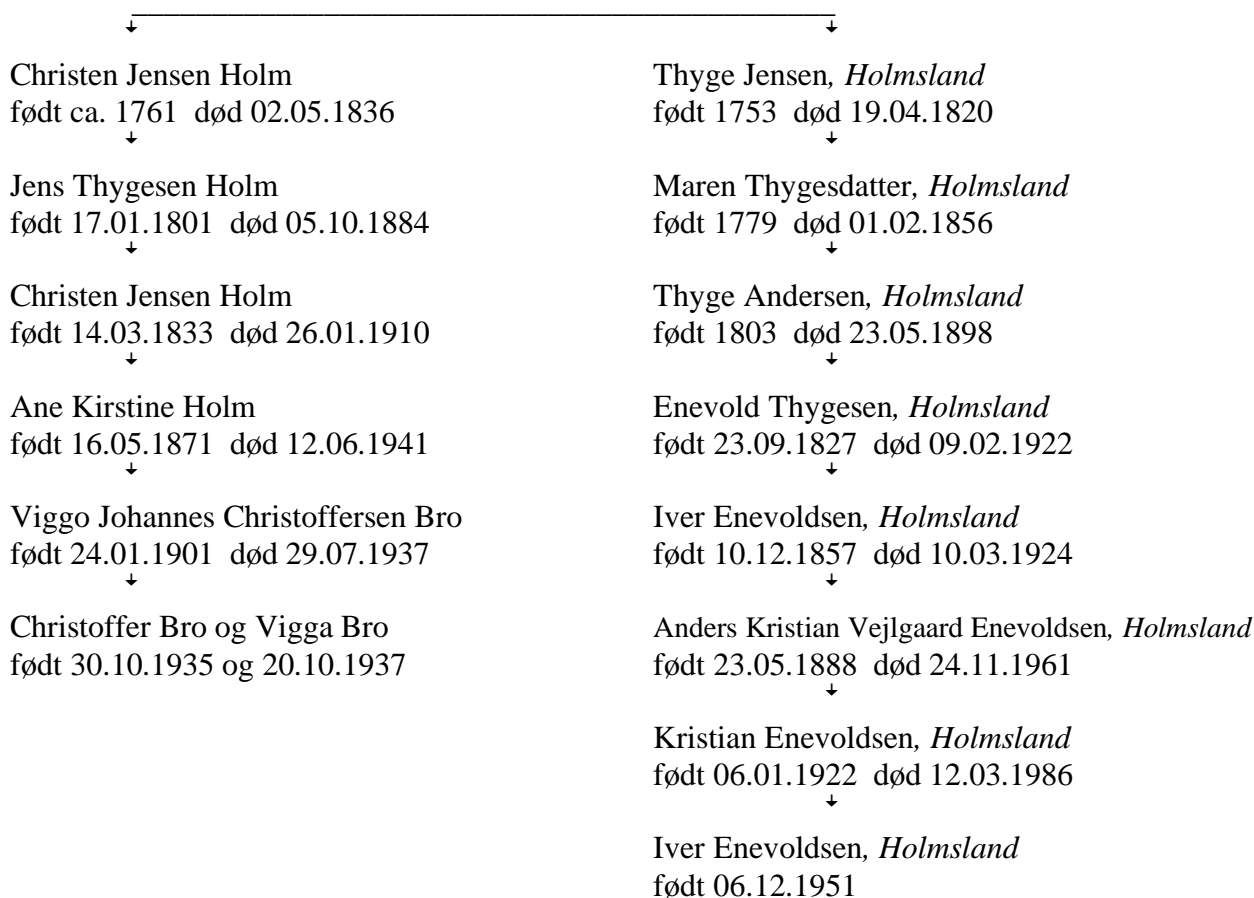 Christen Jensen Holm
født ca. 1761 død 02.05.1836
Jens Thygesen Holm
født 17.01.1801 død 05.10.1884
Christen Jensen Holm
født 14.03.1833 død 26.01.1910
Ane Kirstine Holm
født 16.05.1871 død 12.06.1941
Viggo Johannes Christoffersen Bro
født 24.01.1901 død 29.07.1937
Christoffer Bro og Vigga Bro
født 30.10.1935 og 20.10.1937
Thyge Jensen, Holmsland
født 1753 død 19.04.1820
Maren Thygesdatter, Holmsland
født 1779 død 01.02.1856
Thyge Andersen, Holmsland
født 1803 død 23.05.1898
Enevold Thygesen, Holmsland
født 23.09.1827 død 09.02.1922
Iver Enevoldsen, Holmsland
født 10.12.1857 død 10.03.1924
Anders Kristian Vejlgaard Enevoldsen, Holmsland
født 23.05.1888 død 24.11.1961
Kristian Enevoldsen, Holmsland
født 06.01.1922 død 12.03.1986
Iver Enevoldsen, Holmsland
født 06.12.1951